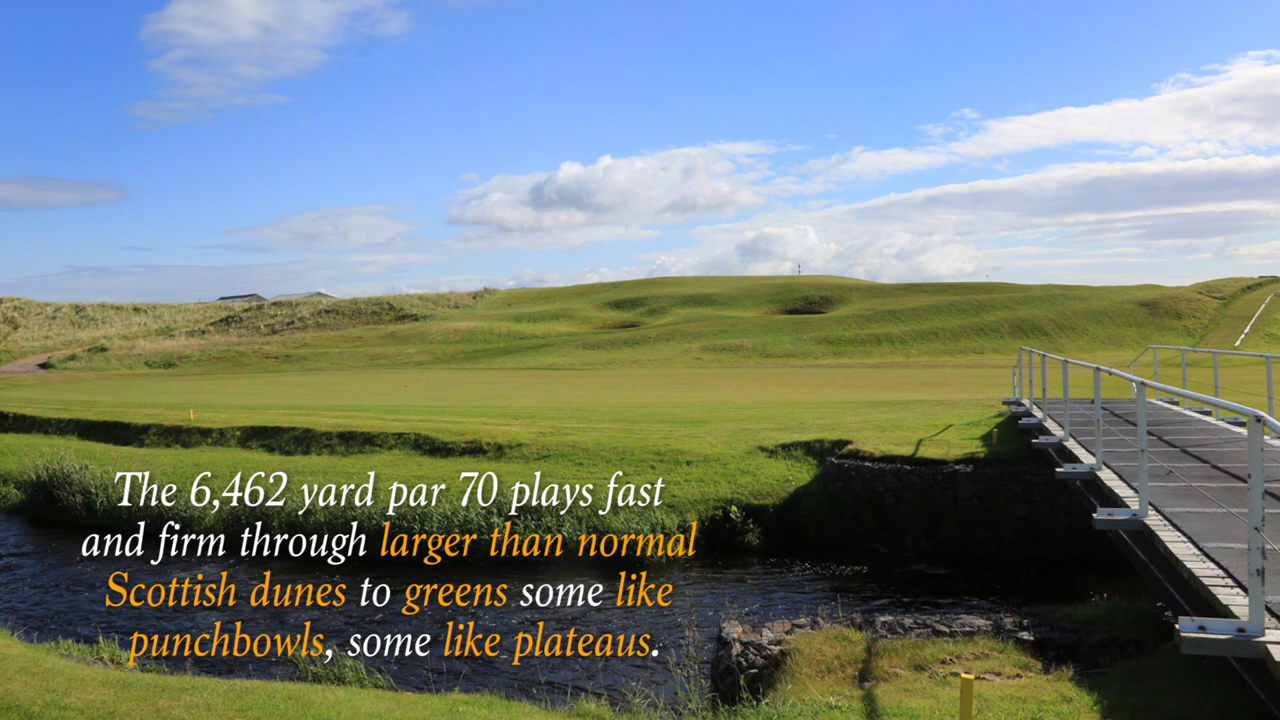 The 6,462 yard par 70 plays fast
and firm through larger than normal
Scottish dunes to greens some like
punchbowls, some like plateaus.